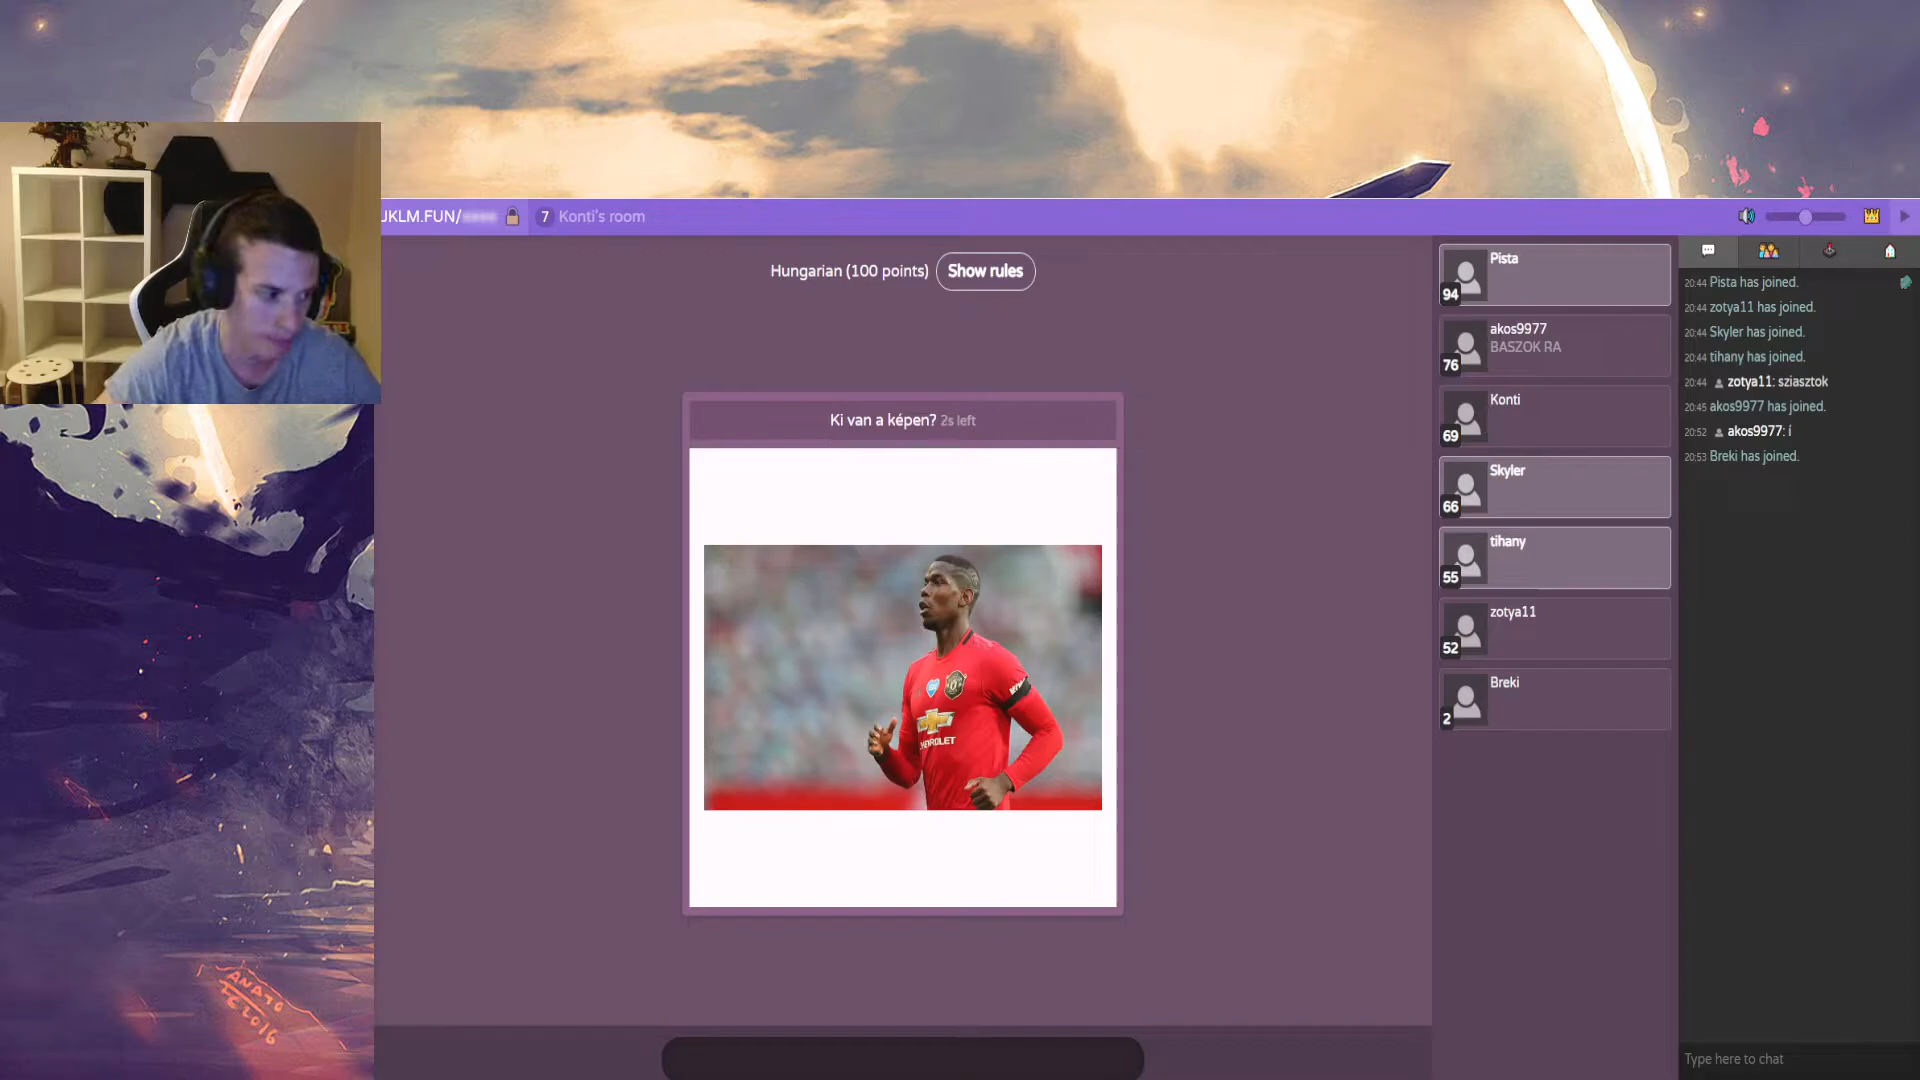 JKLM.FUN/
7 Konti's room
Hungarian (100 points) Show rules
Ki van a képen? 2s left
CHEVROLET
Pista
94
akos9977
BASZOK RA
76
Konti
69
Skyler
66
tihany
55
zotya11
52
Breki
2
20:44 Pista has joined.
20:44 zotya11 has joined.
20:44 Skyler has joined.
20:44 tihany has joined.
20:44 zotya11: sziasztok
20:45 akos9977 has joined.
20:52 akos9977: í
20:53 Breki has joined.
Type here to chat
ANATO
2016